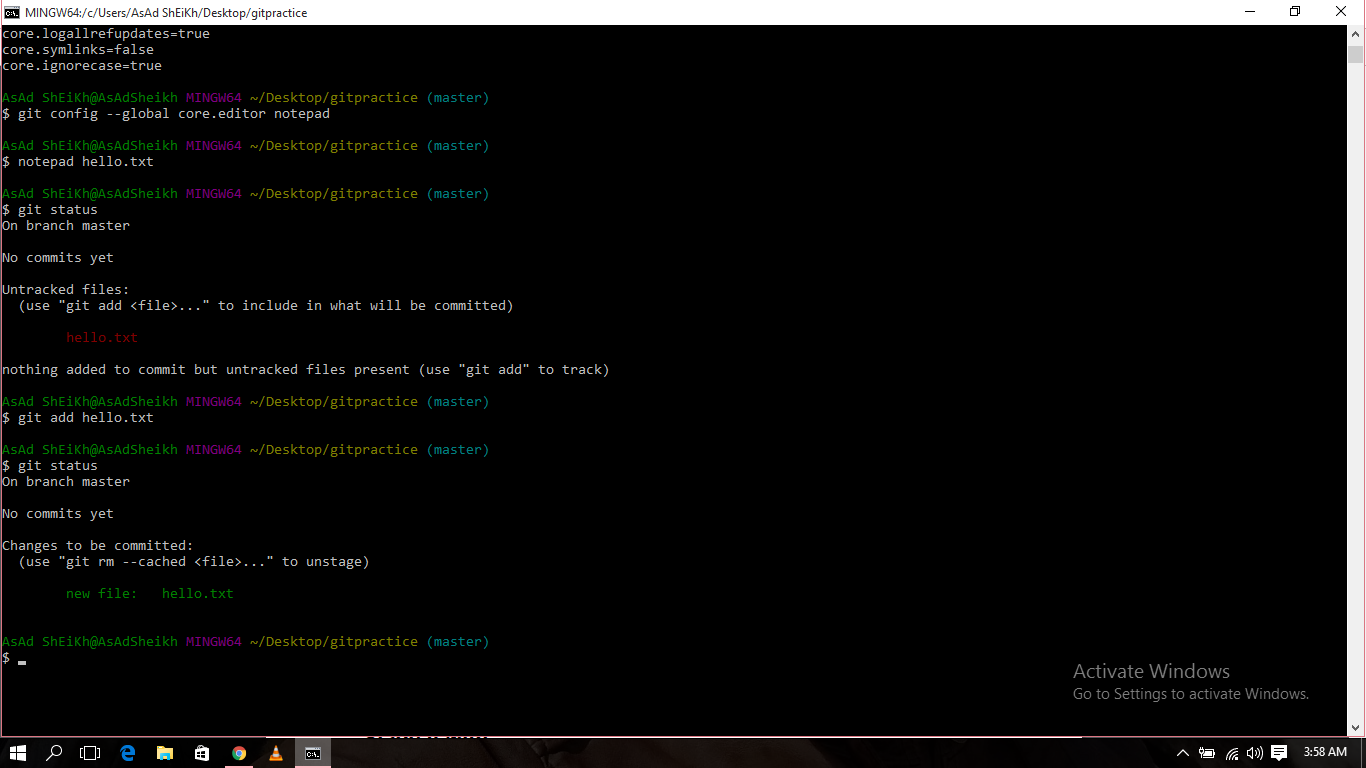 MINGW64:/c/Users/AsAd ShEiKh/Desktop/gitpractice
core.logallrefupdates=true
core.symlinks=false
core.ignorecase=true
AsAd ShEiKh@AsAdSheikh MINGW64 ~/Desktop/gitpractice (master)
$ git config --global core.editor notepad
AsAd ShEiKh@AsAdSheikh MINGW64 ~/Desktop/gitpractice (master)
$ notepad hello.txt
AsAd ShEiKh@AsAdSheikh MINGW64 ~/Desktop/gitpractice (master)
$ git status
On branch master
No commits yet
Untracked files:
(use "git add <file>..." to include in what will be committed)
hello.txt
nothing added to commit but untracked files present (use "git add" to track)
AsAd ShEiKh@AsAdSheikh MINGW64 ~/Desktop/gitpractice (master)
$ git add hello.txt
AsAd ShEiKh@AsAdSheikh MINGW64 ~/Desktop/gitpractice (master)
$ git status
On branch master
No commits yet
Changes to be committed:
(use "git rm --cached <file>..." to unstage)
new file:   hello.txt
AsAd ShEiKh@AsAdSheikh MINGW64 ~/Desktop/gitpractice (master)
$
Activate Windows
Go to Settings to activate Windows.
3:58 AM